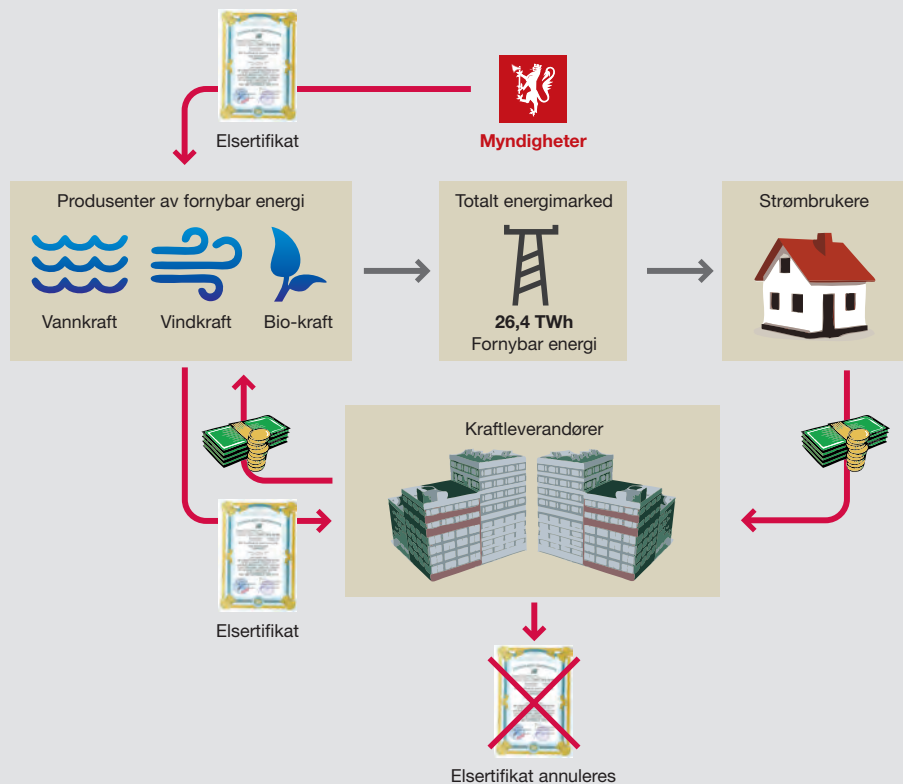 Elsertifikat
Myndigheter
Produsenter av fornybar energi
Vannkraft
Vindkraft
Bio-kraft
Totalt energimarked
26,4 TWh
Fornybar energi
Strømbrukere
Kraftleverandører
Elsertifikat
Elsertifikat annuleres